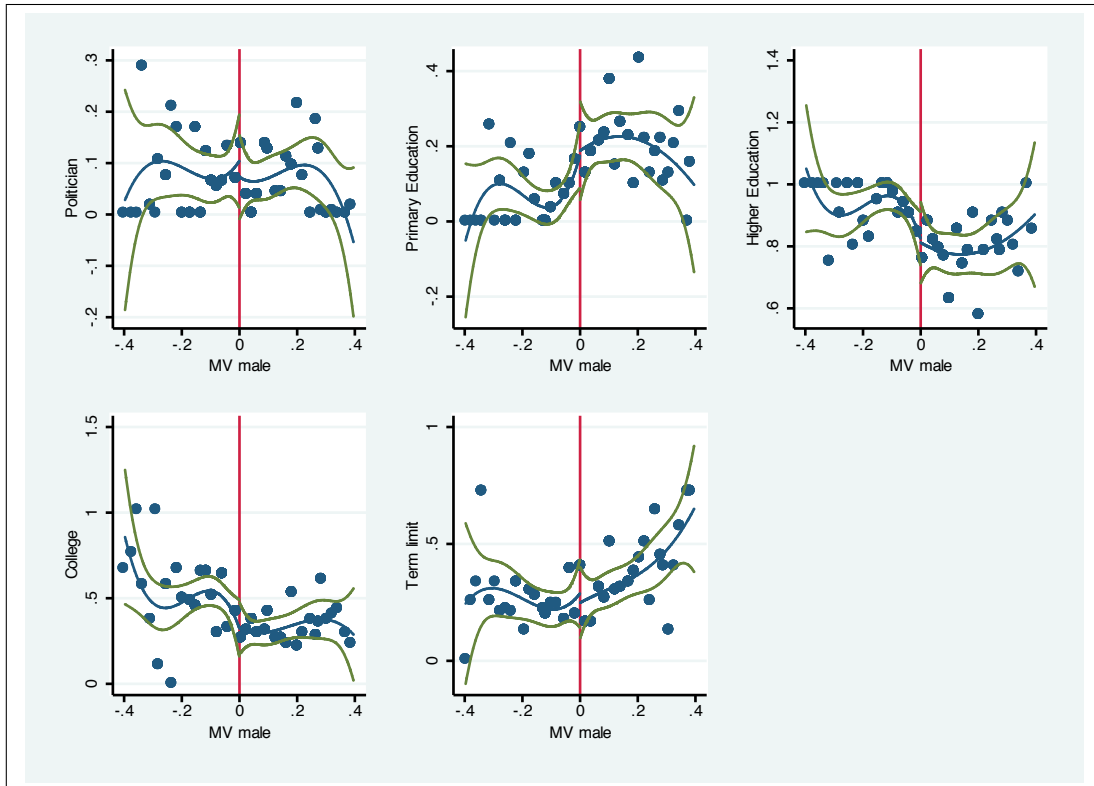 Politician
.3
.2
.1
0
-.1
-.2
-.4 -.2 0 .2 .4
MV male
Primary Education
.4
.2
0
-.2
-.4 -.2 0 .2 .4
MV male
Higher Education
1.4
1.2
1
.8
.6
-.4 -.2 0 .2 .4
MV male
College
1.5
1
.5
0
-.4 -.2 0 .2 .4
MV male
Term limit
1
.5
0
-.4 -.2 0 .2 .4
MV male